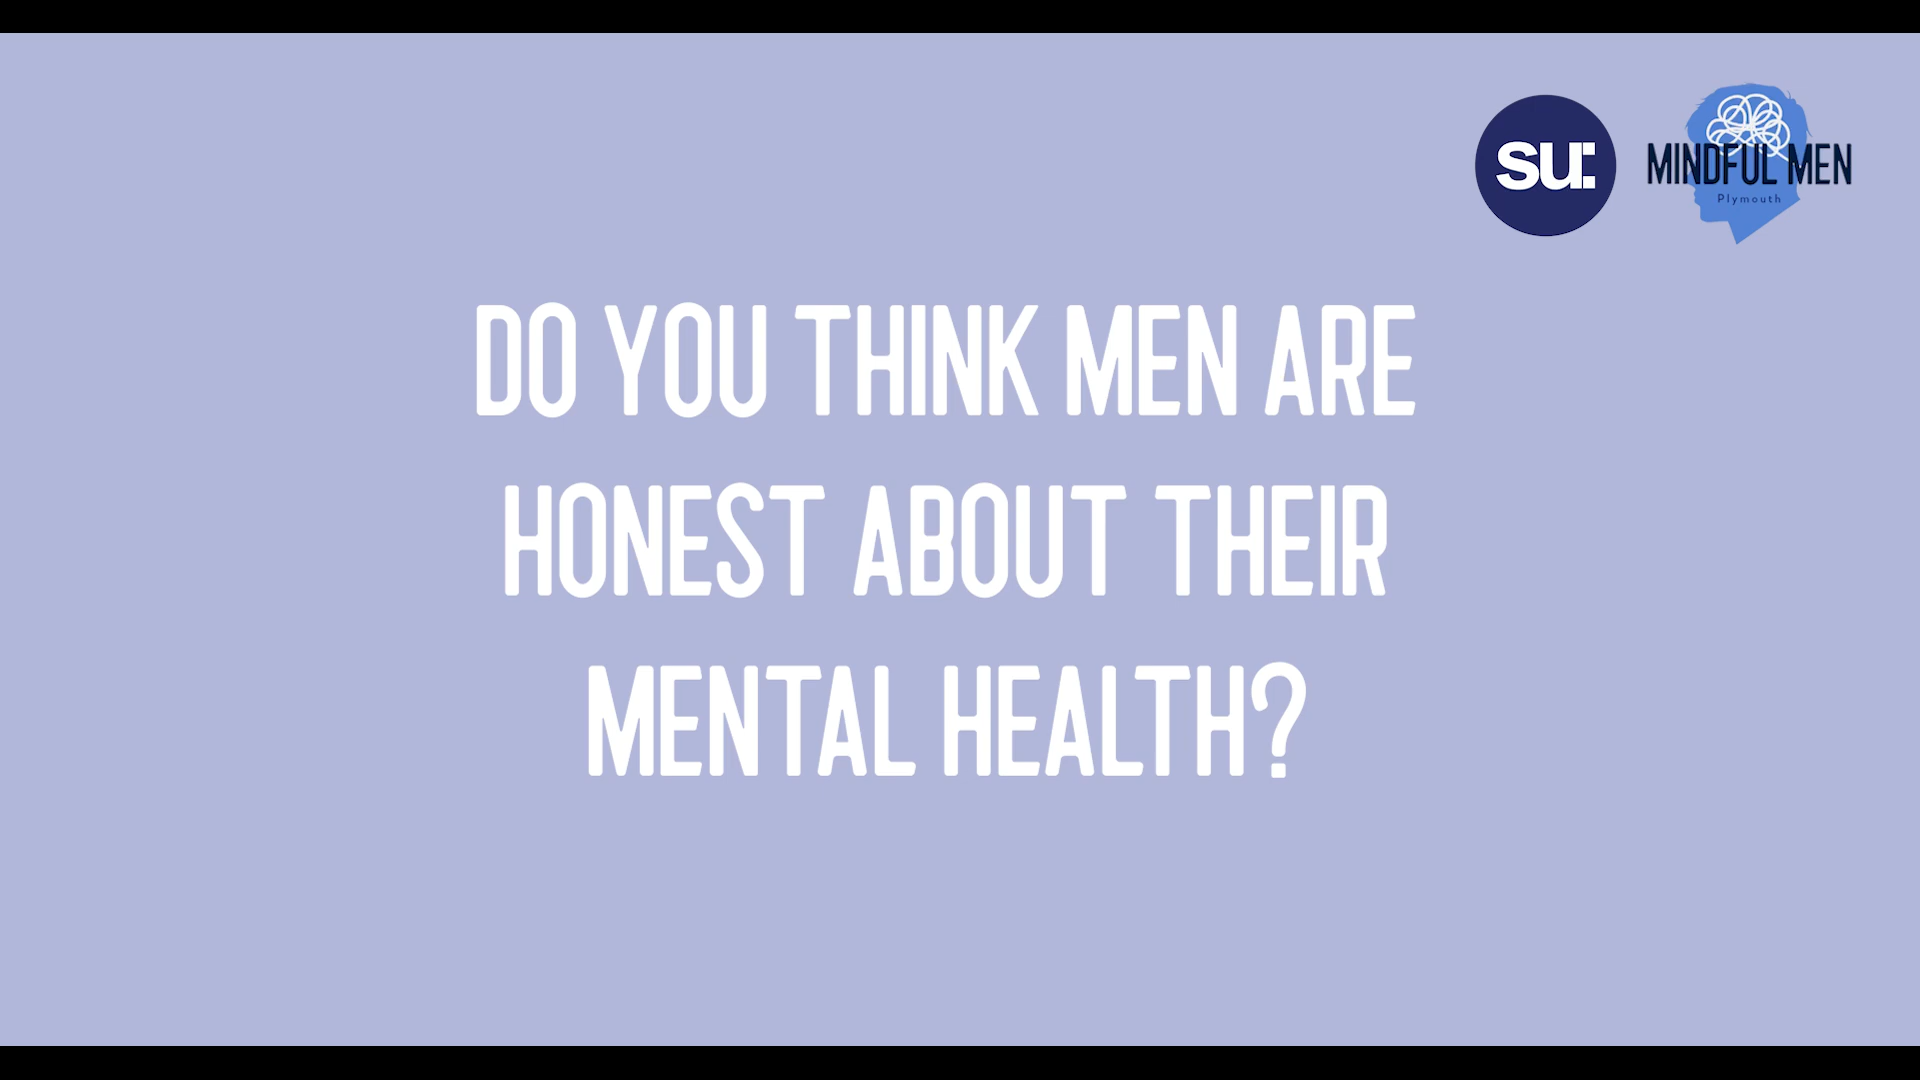 su:
MINDFUL MEN
Plymouth
DO YOU THINK MEN ARE
HONEST ABOUT THEIR
MENTAL HEALTH?